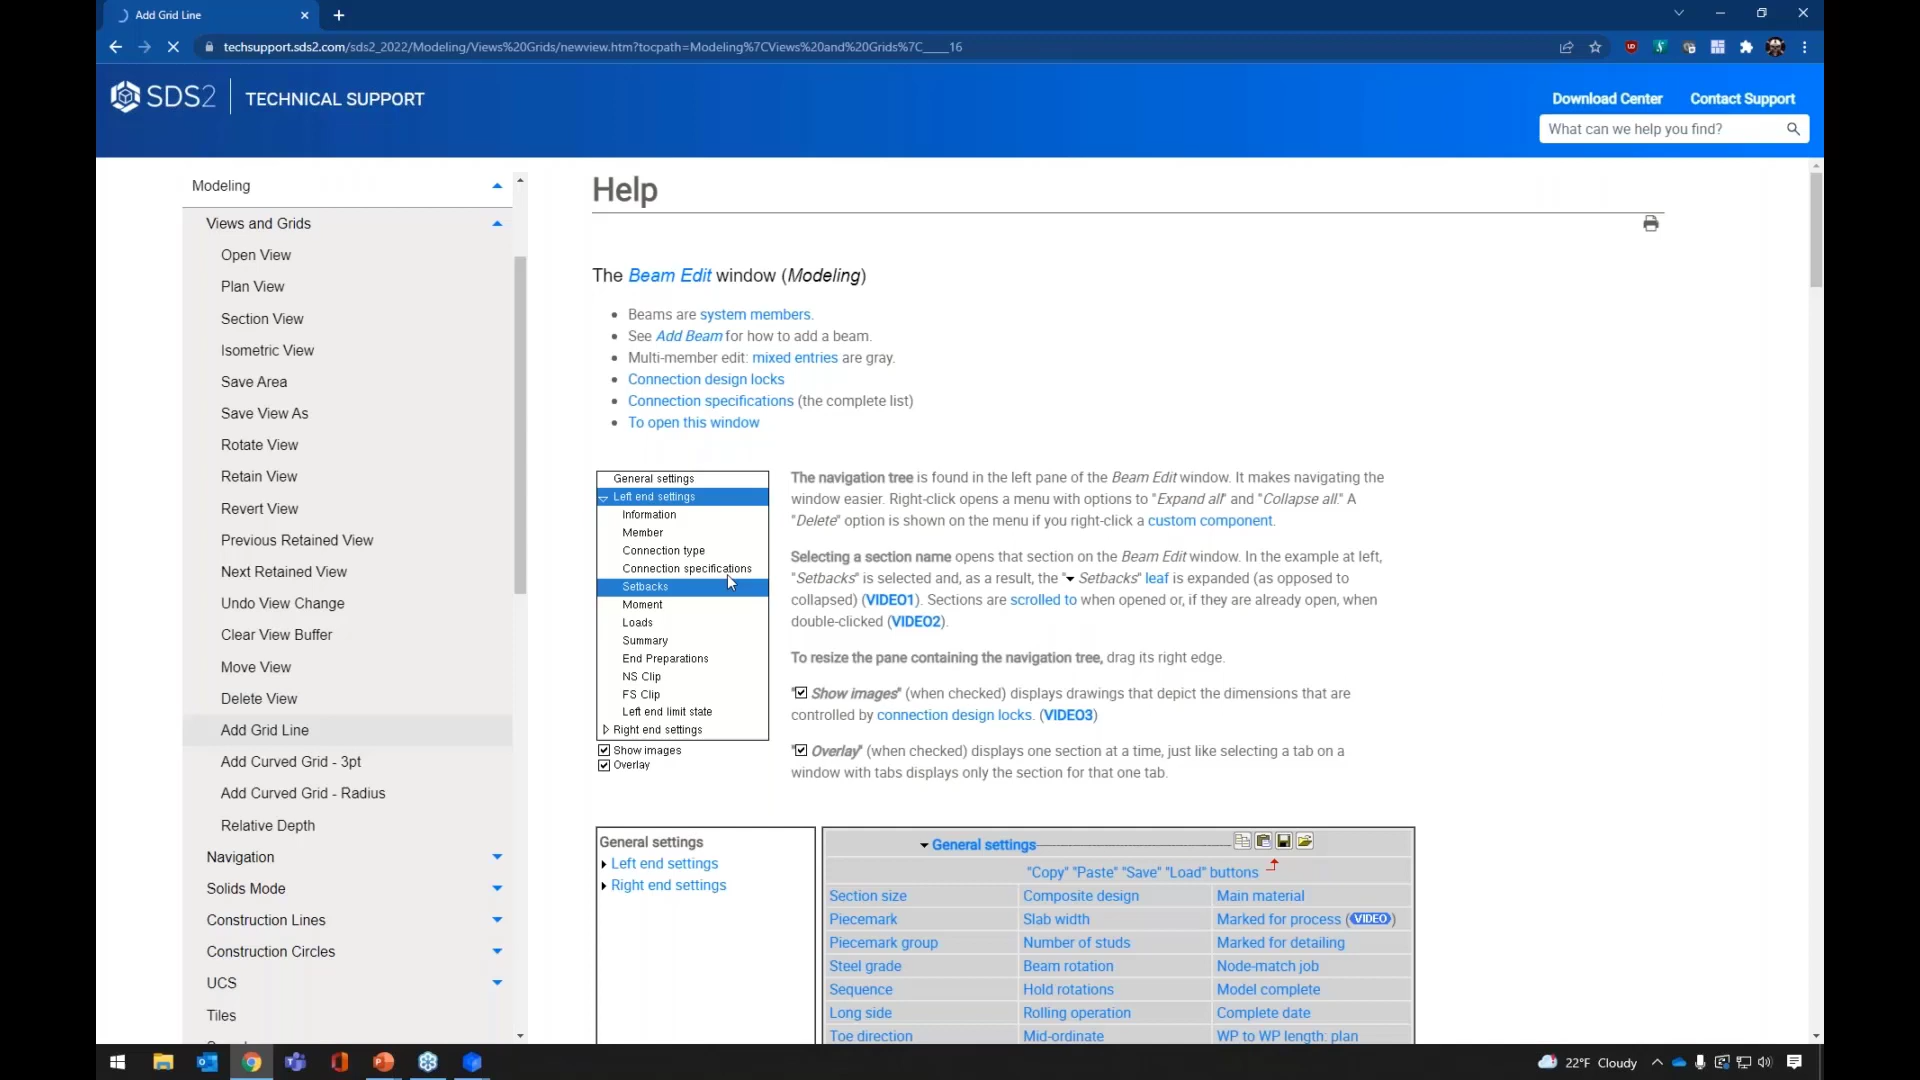 Add Grid Line
techsupport.sds2.com/sds2_2022/Modeling/Views%20Grids/newview.htm?tocpath=Modeling%7CViews%20and%20Grids%7C____16
SDS2 TECHNICAL SUPPORT
Download Center Contact Support
What can we help you find?
Modeling
Views and Grids
Open View
Plan View
Section View
Isometric View
Save Area
Save View As
Rotate View
Retain View
Revert View
Previous Retained View
Next Retained View
Undo View Change
Clear View Buffer
Move View
Delete View
Add Grid Line
Add Curved Grid - 3pt
Add Curved Grid - Radius
Relative Depth
Navigation
Solids Mode
Construction Lines
Construction Circles
UCS
Tiles
Help
The Beam Edit window (Modeling)
• Beams are system members.
• See Add Beam for how to add a beam.
• Multi-member edit: mixed entries are gray.
• Connection design locks
• Connection specifications (the complete list)
• To open this window
General settings
Left end settings
Information
Member
Connection type
Connection specifications
Setbacks
Moment
Loads
Summary
End Preparations
NS Clip
FS Clip
Left end limit state
Right end settings
Show images
Overlay
The navigation tree is found in the left pane of the Beam Edit window. It makes navigating the
window easier. Right-click opens a menu with options to "Expand all" and "Collapse all." A
"Delete" option is shown on the menu if you right-click a custom component.
Selecting a section name opens that section on the Beam Edit window. In the example at left,
"Setbacks" is selected and, as a result, the "▾ Setbacks" leaf is expanded (as opposed to
collapsed) (VIDEO1). Sections are scrolled to when opened or, if they are already open, when
double-clicked (VIDEO2).
To resize the pane containing the navigation tree, drag its right edge.
"☑ Show images" (when checked) displays drawings that depict the dimensions that are
controlled by connection design locks. (VIDEO3)
"☑ Overlay" (when checked) displays one section at a time, just like selecting a tab on a
window with tabs displays only the section for that one tab.
General settings
Left end settings
Right end settings
General settings
"Copy" "Paste" "Save" "Load" buttons
Section size Composite design Main material
Piecemark Slab width Marked for process (VIDEO)
Piecemark group Number of studs Marked for detailing
Steel grade Beam rotation Node-match job
Sequence Hold rotations Model complete
Long side Rolling operation Complete date
Toe direction Mid-ordinate WP to WP length: plan
22°F Cloudy